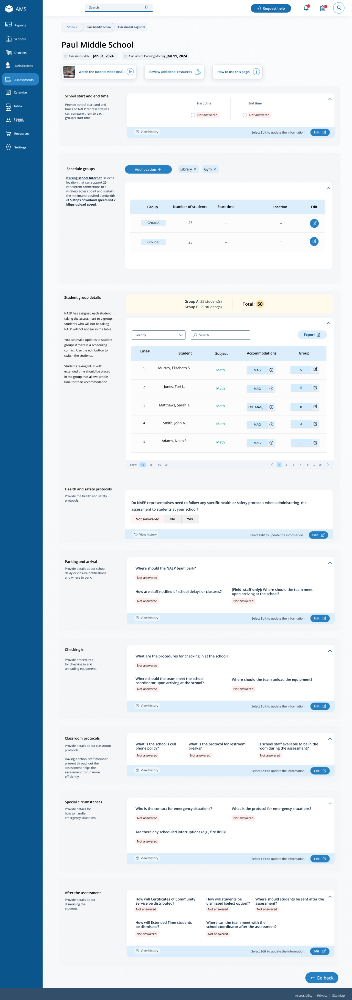 AMS
Search
Request help
Reports
Schools
Districts
Jurisdictions
Assessments
Calendar
Inbox
Teams
Teams
Resources
Settings
Schools
Paul Middle School
Assessment Logistics
Paul Middle School
Assessment date Jan 31, 2024
Assessment Planning Meeting Jan 11, 2024
Watch the tutorial video (0:00)
Review additional resources
How to use this page?
School start and end time
Provide school start and end
times so NAEP representatives
can compare them to each
group's start time.
Start time
End time
Not answered
Not answered
View history
Select Edit to update the information.
Edit
Schedule groups
If using school Internet, select a
location that can support 25
concurrent connections to a
wireless access point and sustain
the minimum required bandwidth
of 5 Mbps download speed and 2
Mbps upload speed.
Add location +
Library ×
Gym ×
Group Number of students Start time Location Edit
Group A 25 -- --
Group B 25 -- --
Student group details
NAEP has assigned each student
taking the assessment to a group.
Students who will not be taking
NAEP will not appear in the table.
You can make updates to student
groups if there is a scheduling
conflict. Use the edit button to
switch the students.
Students taking NAEP with
extended time should be placed
in the group that allows ample
time for their accommodation.
Group A: 25 student(s)
Group B: 25 student(s)
Total: 50
Sort by
Search
Export
Line# Student Subject Accommodations Group
1 Murrey, Elizabeth S. Math MAG A
2 Jones, Tori L. Math MAG B
3 Matthews, Sarah T. Math EXT, MAG, ... B
4 Smith, John A. Math MAG A
5 Adams, Noah S. Math MAG B
Show: 10 25 50 All
< 1 2 3 4 5 ... 25 >
Health and safety protocols
Provide the health and safety
protocols.
Do NAEP representatives need to follow any specific health or safety protocols when administering the
assessment to students at your school?
Not answered No Yes
View history
Select Edit to update the information.
Edit
Parking and arrival
Provide details about school
delay or closure notifications
and where to park.
Where should the NAEP team park?
Not answered
How are staff notified of school delays or closures?
Not answered
[Field staff only]: Where should the team meet
upon arriving at the school?
Not answered
View history
Select Edit to update the information.
Edit
Checking in
Provide procedures
for checking in and
unloading equipment.
What are the procedures for checking in at the school?
Not answered
Where should the team meet the school
coordinator upon arriving at the school?
Not answered
Where should the team unload the equipment?
Not answered
View history
Select Edit to update the information.
Edit
Classroom protocols
Provide details about classroom
protocols.
Having a school staff member
present throughout the
assessment helps the
assessment to run more
efficiently.
What is the school's cell
phone policy?
Not answered
What is the protocol for restroom
breaks?
Not answered
Is school staff available to be in the
room during the assessment?
Not answered
View history
Select Edit to update the information.
Edit
Special circumstances
Provide details for
how to handle
emergency situations.
Who is the contact for emergency situations?
Not answered
What is the protocol for emergency situations?
Not answered
Are there any scheduled interruptions (e.g., fire drill)?
Not answered
View history
Select Edit to update the information.
Edit
After the assessment
Provide details about
dismissing the
students.
How will Certificates of Community
Service be distributed?
Not answered
How will students be
dismissed (select option)?
Not answered
Where should students be sent after the
assessment?
Not answered
How will Extended Time students
be dismissed?
Not answered
Where can the team meet with the
school coordinator after the assessment?
Not answered
View history
Select Edit to update the information.
Edit
← Go back
Accessibility | Privacy | Site Map